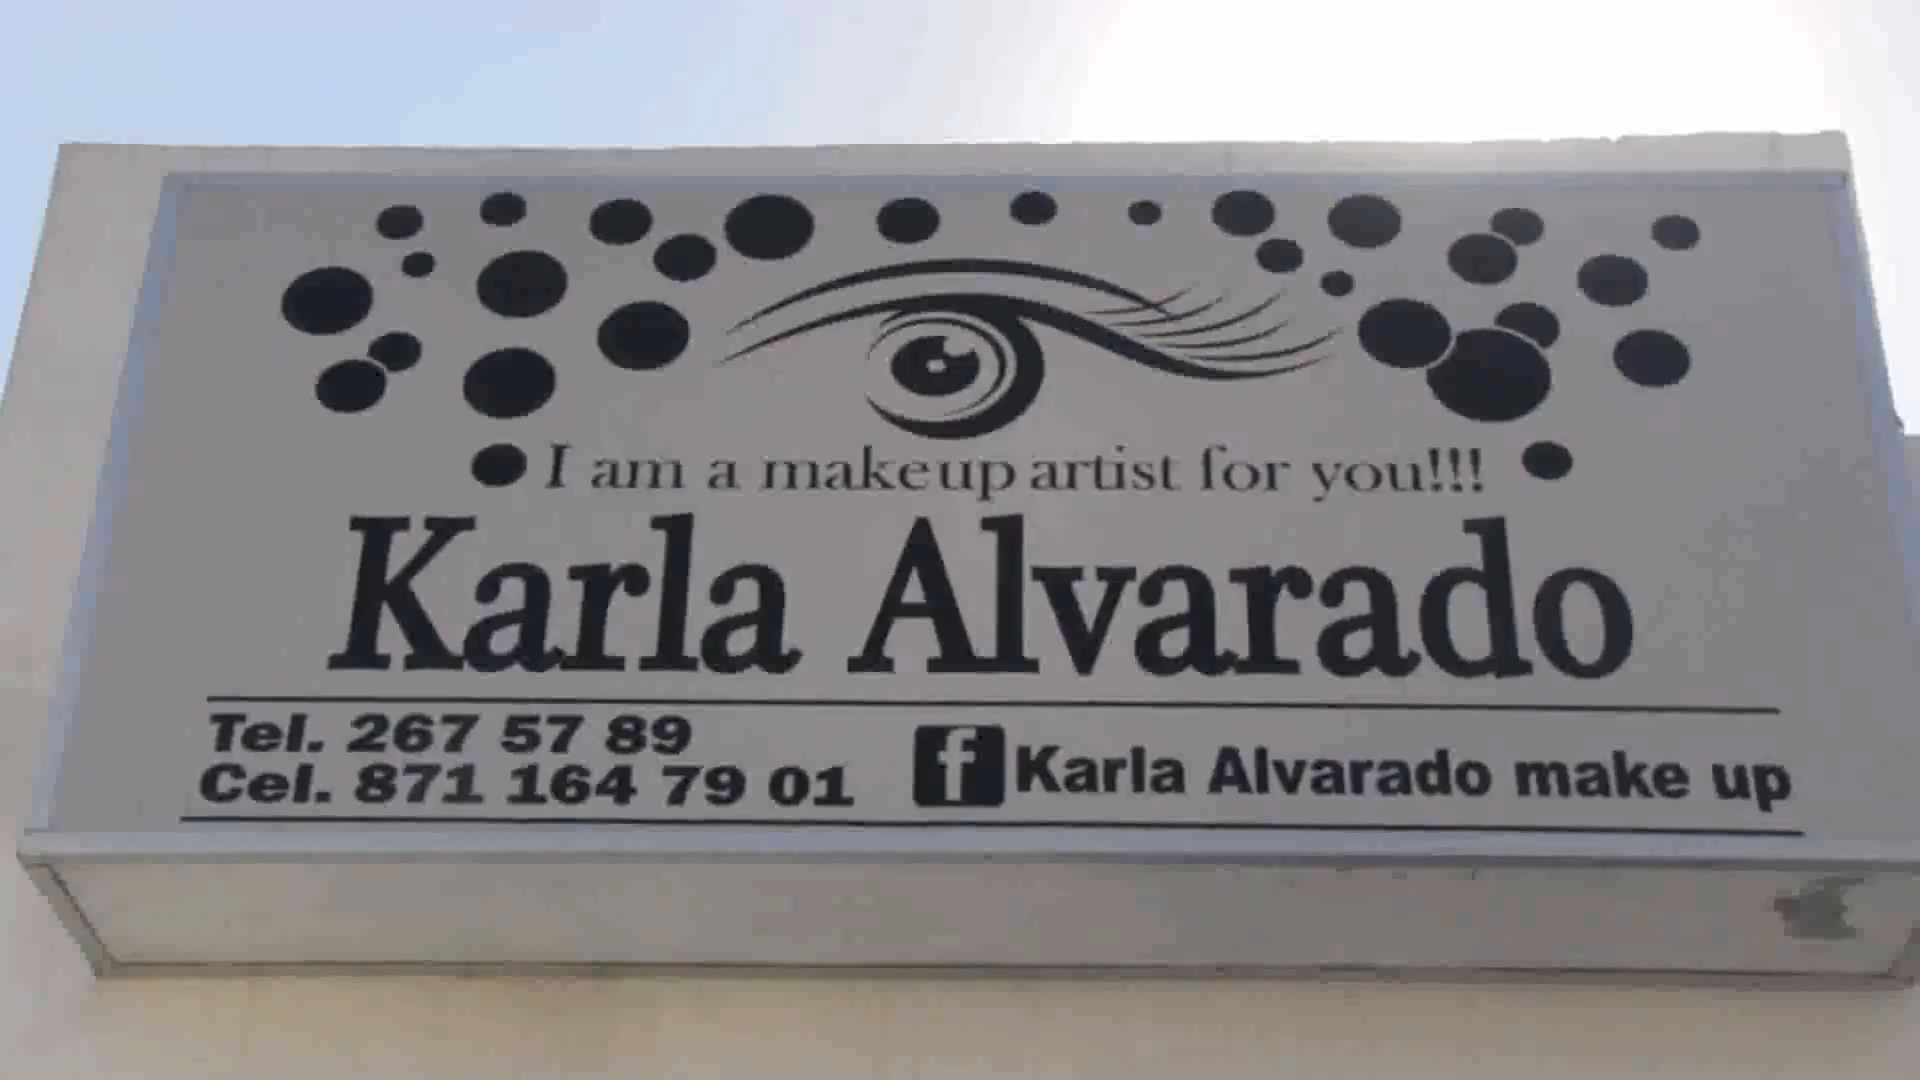 I am a makeup artist for you!!!
Karla Alvarado
Tel. 267 57 89
Cel. 871 164 79 01
f Karla Alvarado make up